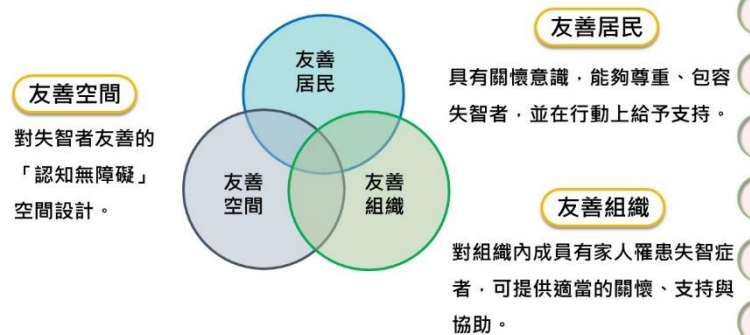 友善居民
具有關懷意識，能夠尊重、包容
失智者，並在行動上給予支持。
友善
居民
友善空間
對失智者友善的
「認知無障礙」
空間設計。
友善
空間
友善
組織
友善組織
對組織內成員有家人罹患失智症
者，可提供適當的關懷、支持與
協助。